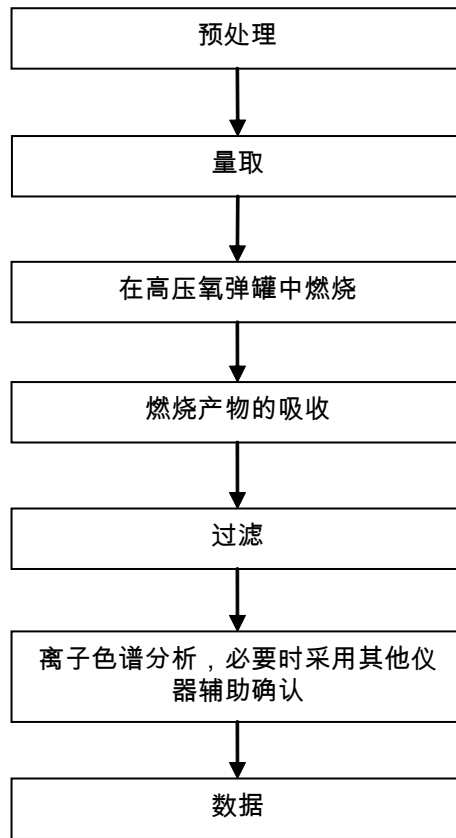 预处理
量取
在高压氧弹罐中燃烧
燃烧产物的吸收
过滤
离子色谱分析，必要时采用其他仪
器辅助确认
数据